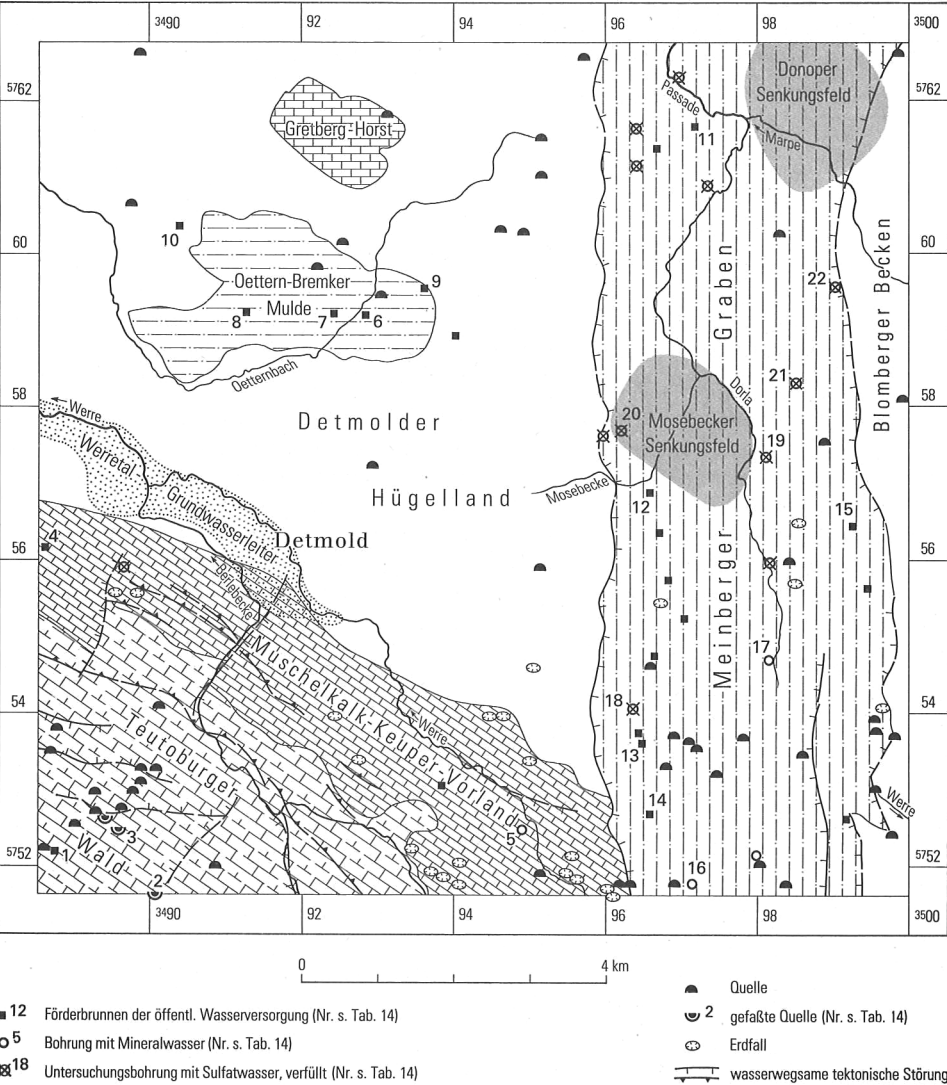 3490 92 94 96 98 3500
5762
Donoper
Senkungsfeld
Passade
Marpe
Gretberg-Horst
11
10
60
Oettern-Bremker
Mulde
9
8
7
6
22
Graben
Blomberger Becken
Oetternbach
21
58
Dorla
Detmolder
20
Mosebecker
Senkungsfeld
19
Werre
Werretal
Grundwasserleiter
Hügelland
Mosebecke
12
15
Detmold
4
56
Berlebecke
Meinberger
Muschelkalk-Keuper-Vorland
17
54
18
Werre
Teutoburger
Wald
13
14
Werre
5
3
1
2
16
5752
3490 92 94 96 98 3500
0 4 km
12 Förderbrunnen der öffentl. Wasserversorgung (Nr. s. Tab. 14)
5 Bohrung mit Mineralwasser (Nr. s. Tab. 14)
18 Untersuchungsbohrung mit Sulfatwasser, verfüllt (Nr. s. Tab. 14)
Quelle
2 gefaßte Quelle (Nr. s. Tab. 14)
Erdfall
wasserwegsame tektonische Störung
5762
60
58
56
54
5752